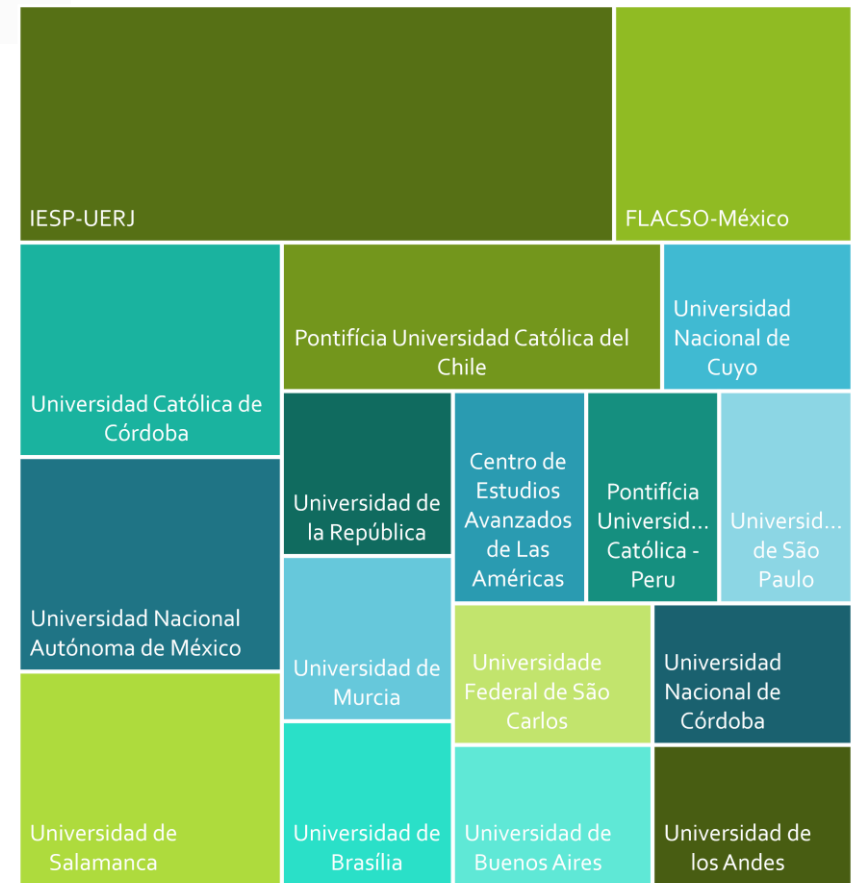 IESP-UERJ
FLACSO-México
Universidad Católica de
Córdoba
Pontifícia Universidad Católica del
Chile
Universidad
Nacional de
Cuyo
Universidad Nacional
Autónoma de México
Universidad de
la República
Centro de
Estudios
Avanzados
de Las
Américas
Pontifícia
Universid...
Católica -
Peru
Universid...
de São
Paulo
Universidad de
Murcia
Universidade
Federal de São
Carlos
Universidad
Nacional de
Córdoba
Universidad de
Salamanca
Universidad de
Brasília
Universidad de
Buenos Aires
Universidad de
los Andes